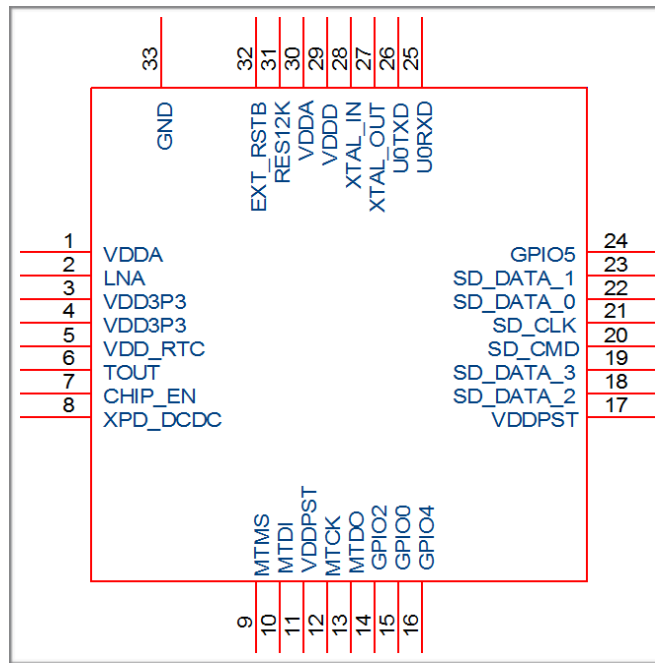 33 32 31 30 29 28 27 26 25
GND EXT_RSTB RES12K VDDA VDDD XTAL_IN XTAL_OUT U0TXD U0RXD
1 VDDA
2 LNA
3 VDD3P3
4 VDD3P3
5 VDD_RTC
6 TOUT
7 CHIP_EN
8 XPD_DCDC
GPIO5 24
SD_DATA_1 23
SD_DATA_0 22
SD_CLK 21
SD_CMD 20
SD_DATA_3 19
SD_DATA_2 18
VDDPST 17
MTMS MTDI VDDPST MTCK MTDO GPIO2 GPIO0 GPIO4
9 10 11 12 13 14 15 16